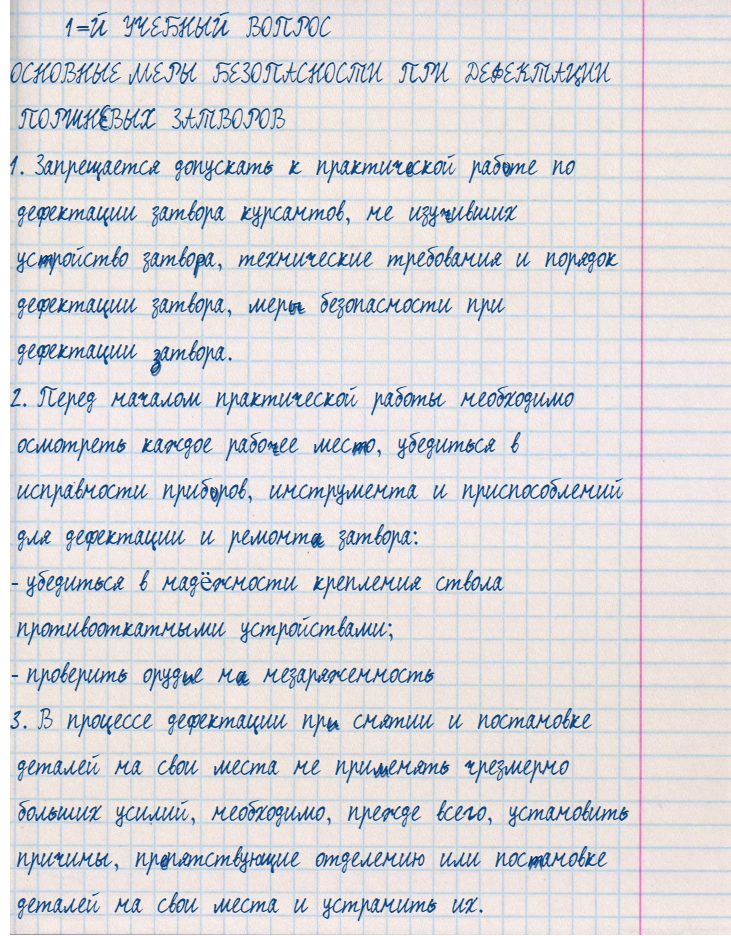 1=Й УЧЕБНЫЙ ВОПРОС
ОСНОВНЫЕ МЕРЫ БЕЗОПАСНОСТИ ПРИ ДЕФЕКТАЦИИ
ПОРШНЕВЫХ ЗАТВОРОВ
1. Запрещается допускать к практической работе по
дефектации затвора курсантов, не изучивших
устройство затвора, технические требования и порядок
дефектации затвора, меры безопасности при
дефектации затвора.
2. Перед началом практической работы необходимо
осмотреть каждое рабочее место, убедиться в
исправности приборов, инструмента и приспособлений
для дефектации и ремонта затвора:
- убедиться в надёжности крепления ствола
противооткатными устройствами;
- проверить орудые на незаряженность
3. В процессе дефектации при снятии и постановке
деталей на свои места не применять чрезмерно
больших усилий, необходимо, прежде всего, установить
причины, препятствующие отделению или постановке
деталей на свои места и устранить их.